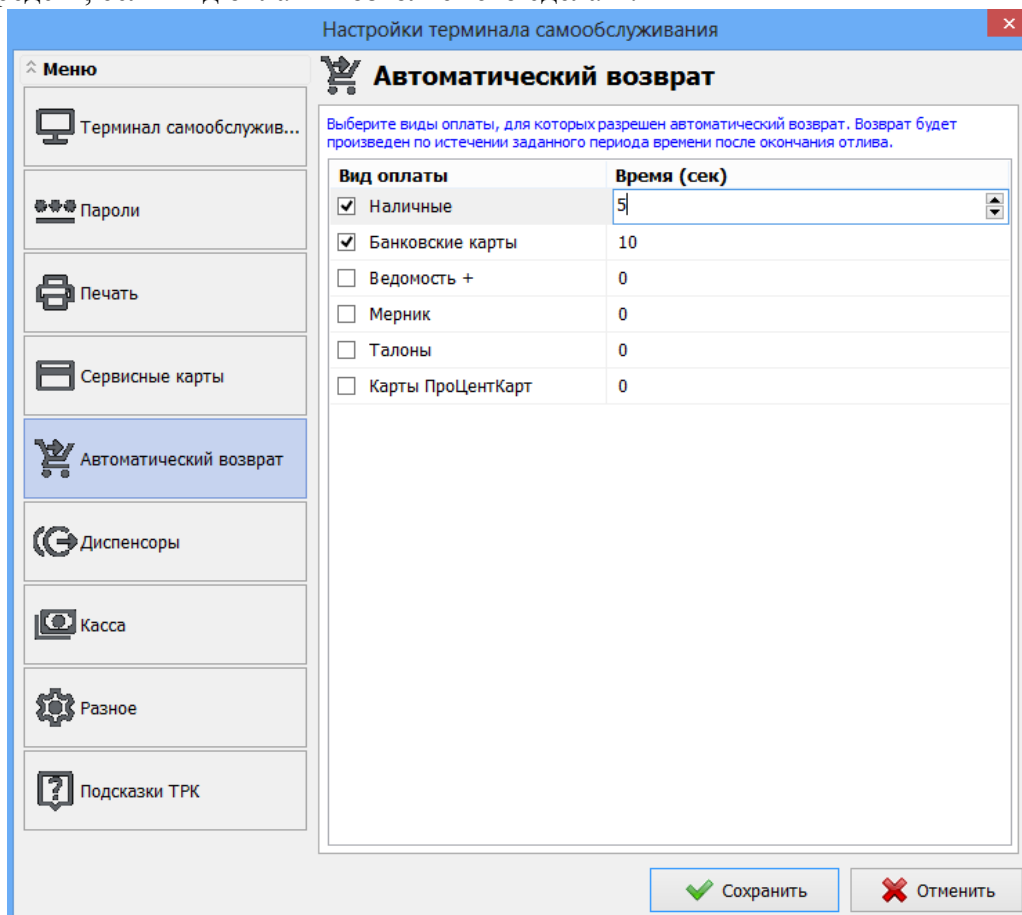 Настройки терминала самообслуживания
Меню
Терминал самообслужив...
Пароли
Печать
Сервисные карты
Автоматический возврат
Диспенсоры
Касса
Разное
Подсказки ТРК
Автоматический возврат
Выберите виды оплаты, для которых разрешен автоматический возврат. Возврат будет
произведен по истечении заданного периода времени после окончания отлива.
Вид оплаты Время (сек)
Наличные 5
Банковские карты 10
Ведомость + 0
Мерник 0
Талоны 0
Карты ПроЦентКарт 0
Сохранить Отменить